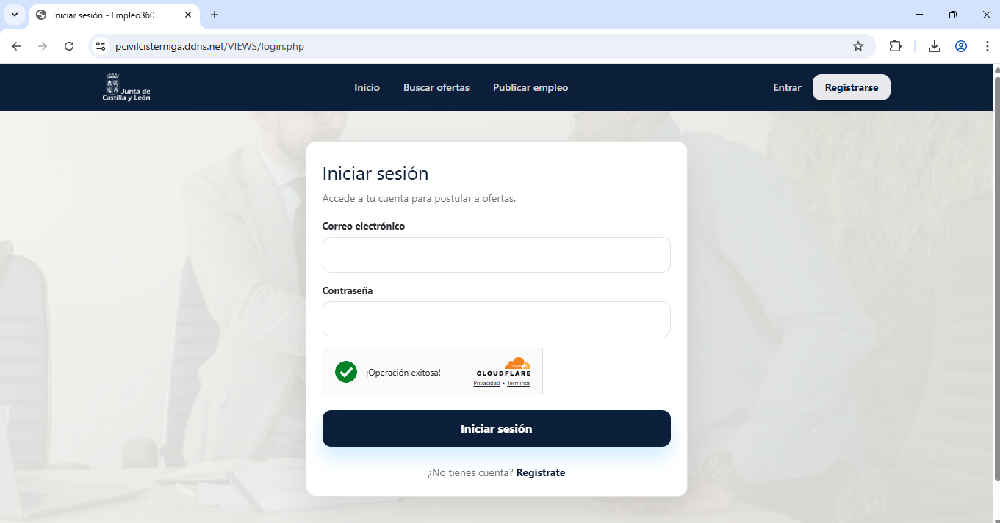 Iniciar sesión - Empleo360
pcivilcisterniga.ddns.net/VIEWS/login.php
Junta de
Castilla y León
Inicio
Buscar ofertas
Publicar empleo
Entrar
Registrarse
Iniciar sesión
Accede a tu cuenta para postular a ofertas.
Correo electrónico
Contraseña
¡Operación exitosa!
CLOUDFLARE
Privacidad • Términos
Iniciar sesión
¿No tienes cuenta? Regístrate